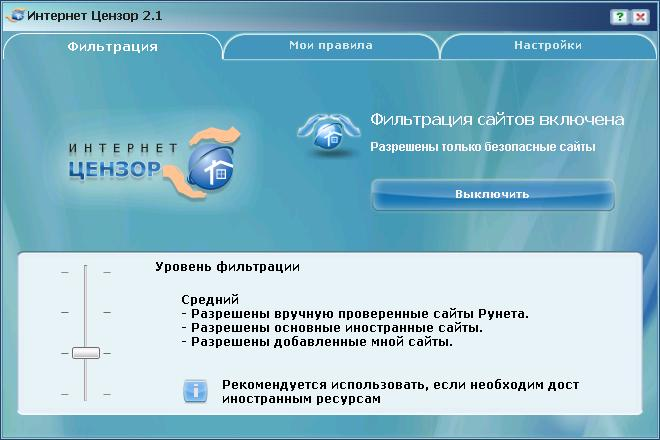 Интернет Цензор 2.1
Фильтрация
Мои правила
Настройки
ИНТЕРНЕТ
ЦЕНЗОР
Фильтрация сайтов включена
Разрешены только безопасные сайты
Выключить
Уровень фильтрации
Средний
- Разрешены вручную проверенные сайты Рунета.
- Разрешены основные иностранные сайты.
- Разрешены добавленные мной сайты.
Рекомендуется использовать, если необходим дост
иностранным ресурсам